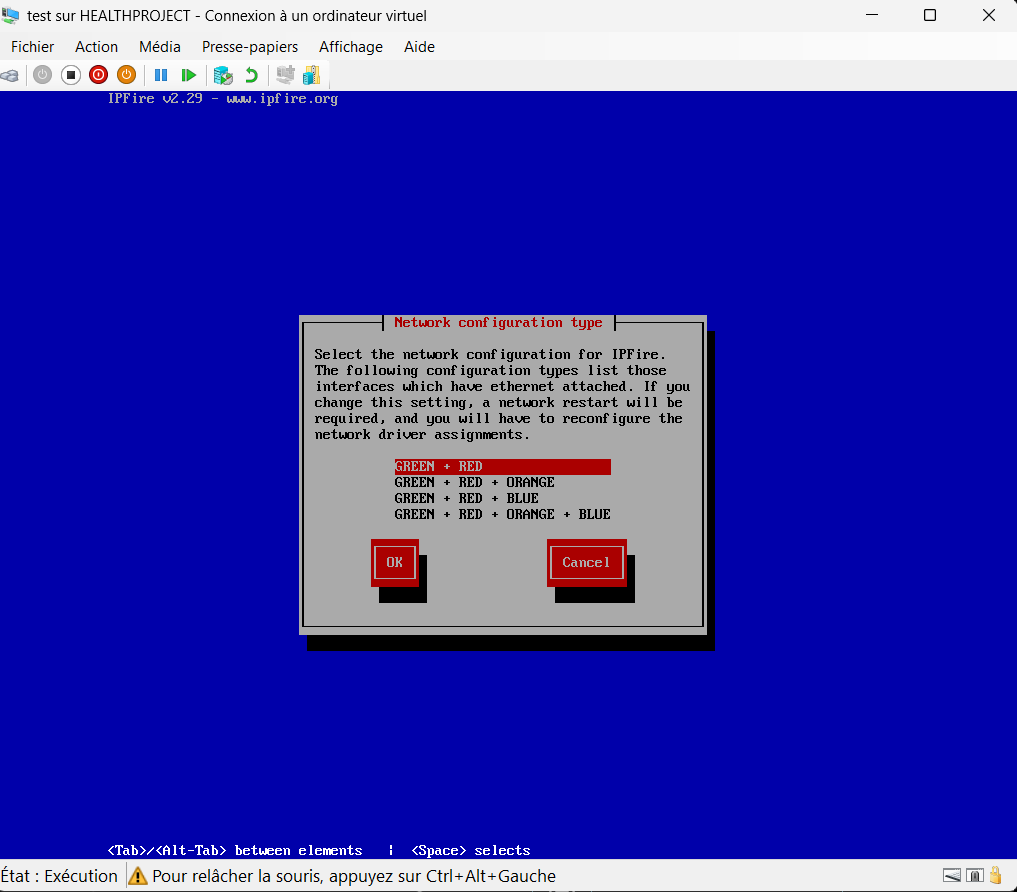 test sur HEALTHPROJECT - Connexion à un ordinateur virtuel
Fichier Action Média Presse-papiers Affichage Aide
IPFire v2.29 - www.ipfire.org
Network configuration type
Select the network configuration for IPFire.
The following configuration types list those
interfaces which have ethernet attached. If you
change this setting, a network restart will be
required, and you will have to reconfigure the
network driver assignments.
GREEN + RED
GREEN + RED + ORANGE
GREEN + RED + BLUE
GREEN + RED + ORANGE + BLUE
OK Cancel
<Tab>/<Alt-Tab> between elements | <Space> selects
État : Exécution Pour relâcher la souris, appuyez sur Ctrl+Alt+Gauche